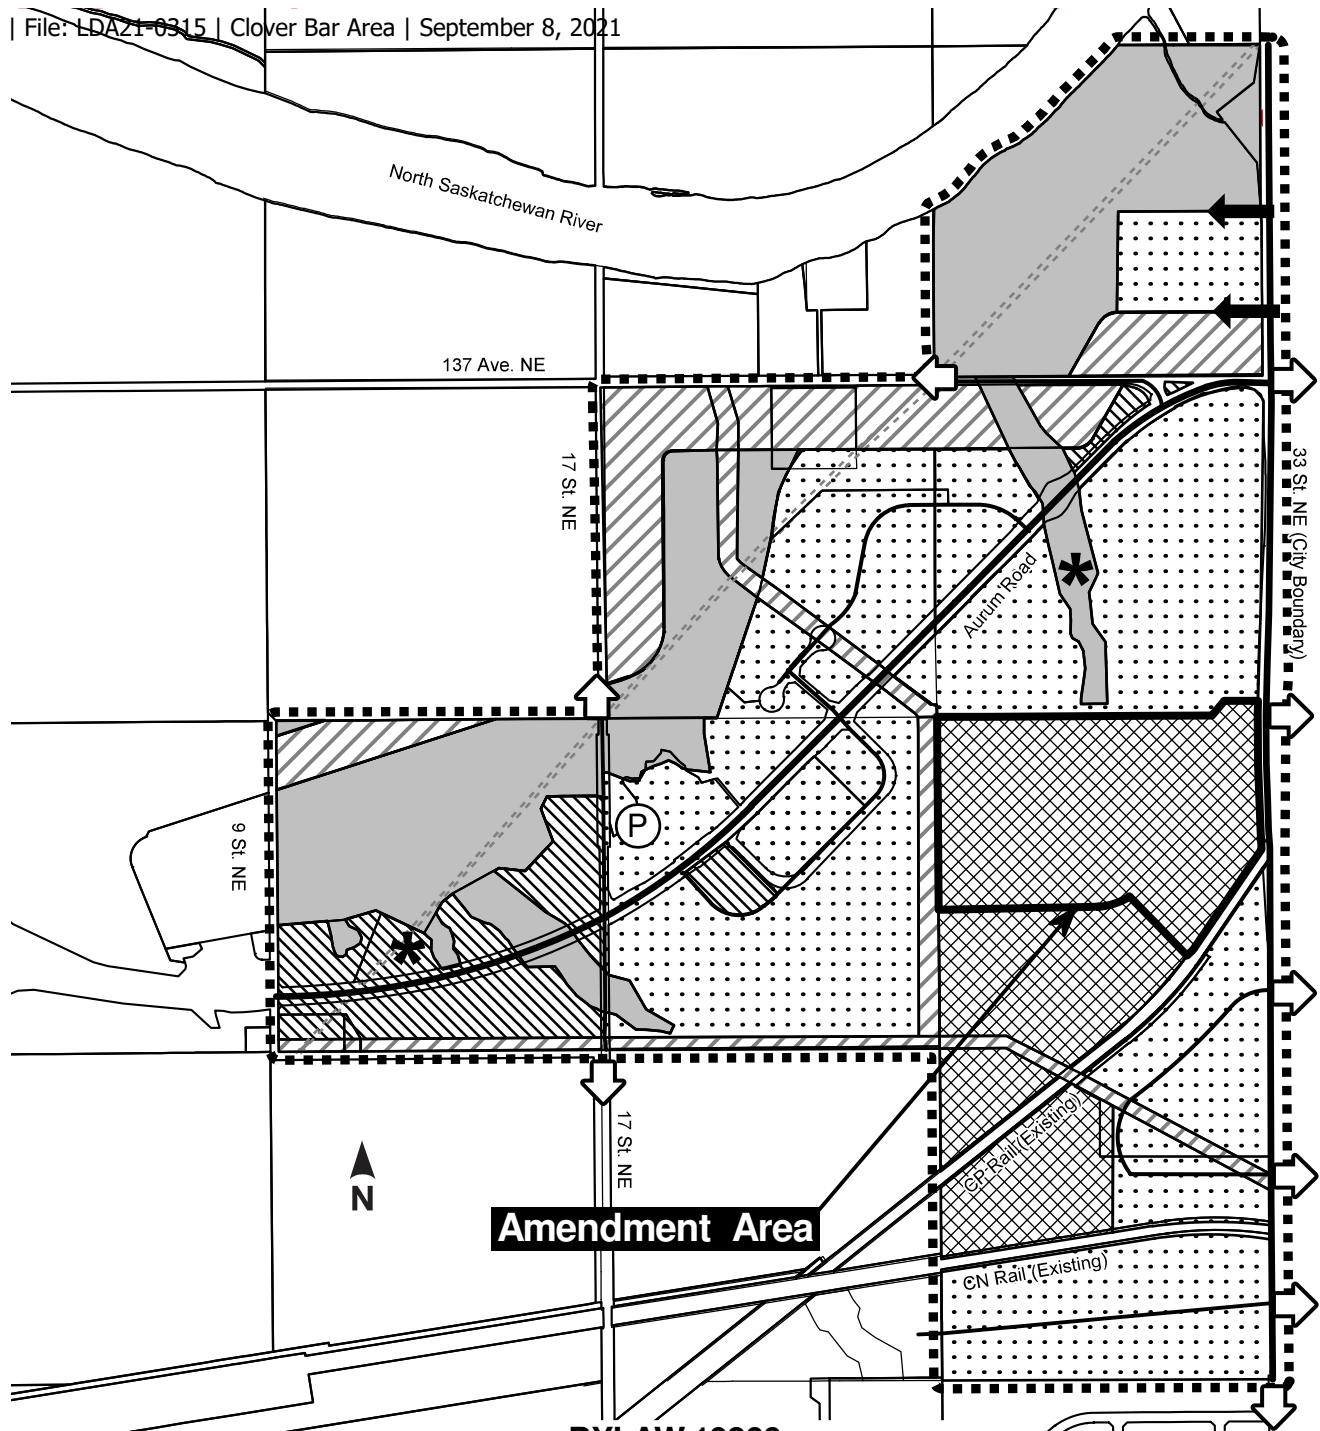 | File: LDA21-0315 | Clover Bar Area | September 8, 2021
North Saskatchewan River
137 Ave. NE
17 St. NE
33 St. NE (City Boundary)
Aurum Road
*
P
9 St. NE
*
17 St. NE
CP Rail (Existing)
N
Amendment Area
CN Rail (Existing)